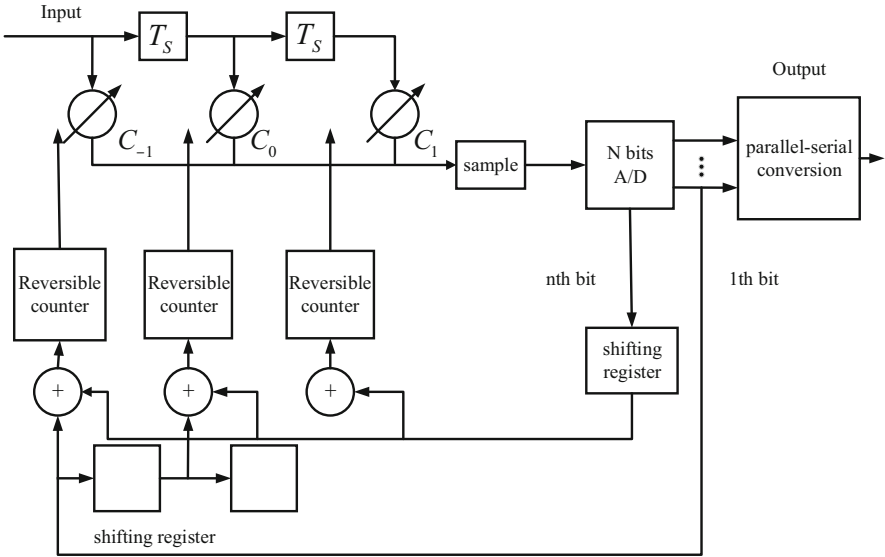 Input
T_S
T_S
Output
C_{-1}
C_0
C_1
sample
N bits
A/D
parallel-serial
conversion
Reversible
counter
Reversible
counter
Reversible
counter
nth bit
1th bit
shifting
register
+
+
+
shifting register